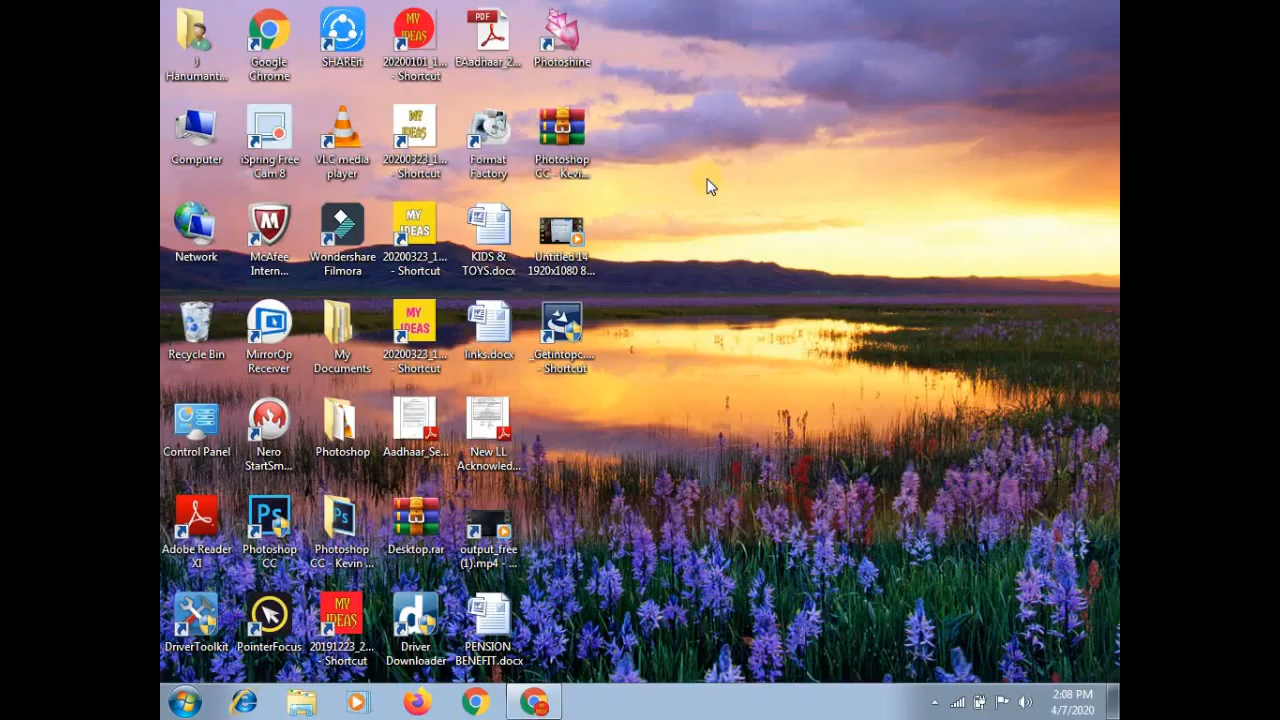 J
Hanumant...
Google
Chrome
SHAREit
MY
IDEAS
20200101_1...
- Shortcut
PDF
EAadhaar_2...
Photoshine
Computer
iSpring Free
Cam 8
VLC media
player
MY
IDEAS
20200323_1...
- Shortcut
Format
Factory
Photoshop
CC - Kevi...
Network
McAfee
Intern...
Wondershare
Filmora
MY
IDEAS
20200323_1...
- Shortcut
KIDS &
TOYS.docx
Untitled 14
1920x1080 8...
Recycle Bin
MirrorOp
Receiver
My
Documents
MY
IDEAS
20200323_1...
- Shortcut
links.docx
_Getintopc....
- Shortcut
Control Panel
Nero
StartSm...
Photoshop
Aadhaar_Se...
New LL
Acknowled...
Adobe Reader
XI
Ps
Photoshop
CC
Ps
Photoshop
CC - Kevin ...
Desktop.rar
output_free
(1).mp4 - ...
DriverToolkit
PointerFocus
MY
IDEAS
20191223_2...
- Shortcut
d
Driver
Downloader
PENSION
BENEFIT.docx
2:08 PM
4/7/2020